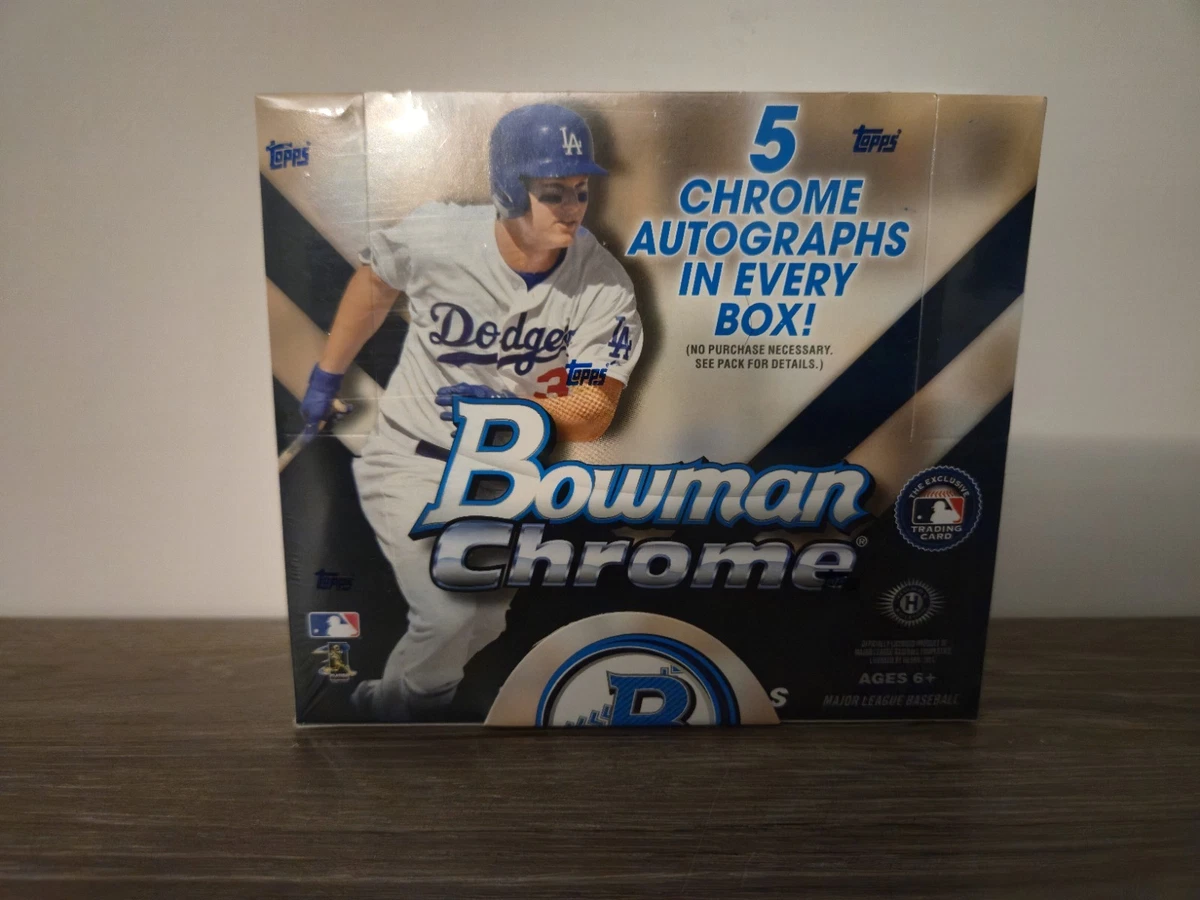 topps
topps
5
CHROME
AUTOGRAPHS
IN EVERY
BOX!
(NO PURCHASE NECESSARY.
SEE PACK FOR DETAILS.)
LA
Dodgers
LA
3
topps
Bowman
Chrome®
THE EXCLUSIVE
TRADING
CARD
topps
H
B
S
AGES 6+
MAJOR LEAGUE BASEBALL